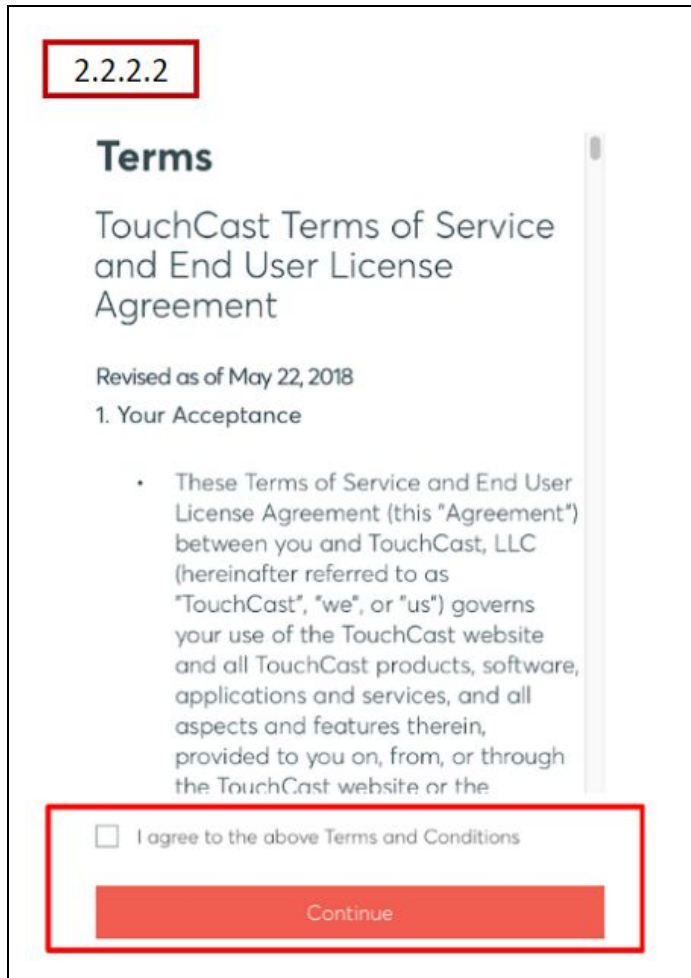 2.2.2.2
Terms
TouchCast Terms of Service
and End User License
Agreement
Revised as of May 22, 2018
1. Your Acceptance
• These Terms of Service and End User
License Agreement (this "Agreement")
between you and TouchCast, LLC
(hereinafter referred to as
"TouchCast", "we", or "us") governs
your use of the TouchCast website
and all TouchCast products, software,
applications and services, and all
aspects and features therein,
provided to you on, from, or through
the TouchCast website or the
I agree to the above Terms and Conditions
Continue